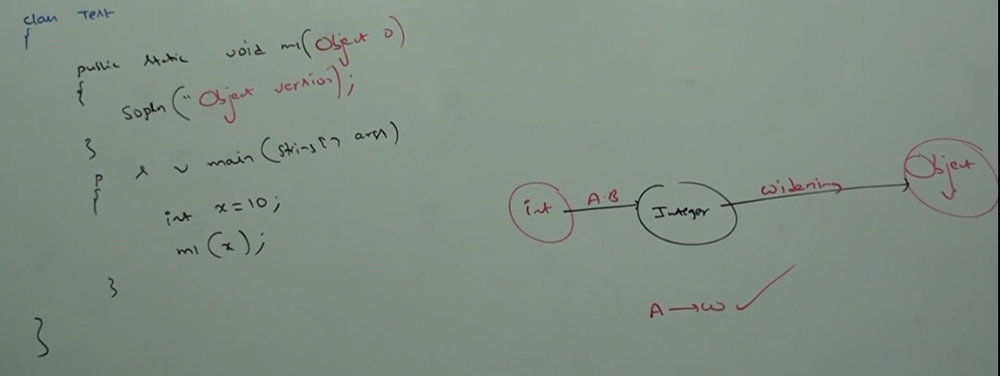 class Test
{
public static void m1(Object o)
{
Sopln("Object version);
}
p s v main(String[] args)
{
int x=10;
m1(x);
}
}
int A.B Integer widening Object
A→w ✓